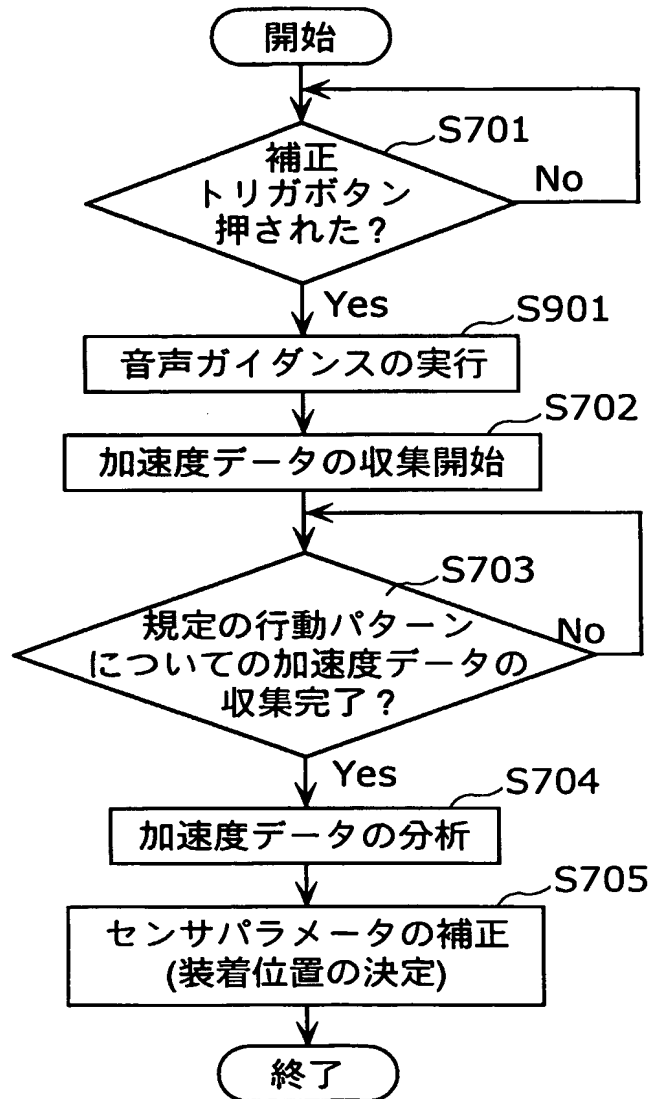 開始
S701
補正
トリガボタン
押された？
No
Yes
S901
音声ガイダンスの実行
S702
加速度データの収集開始
S703
規定の行動パターン
についての加速度データの
収集完了？
No
Yes
S704
加速度データの分析
S705
センサパラメータの補正
(装着位置の決定)
終了